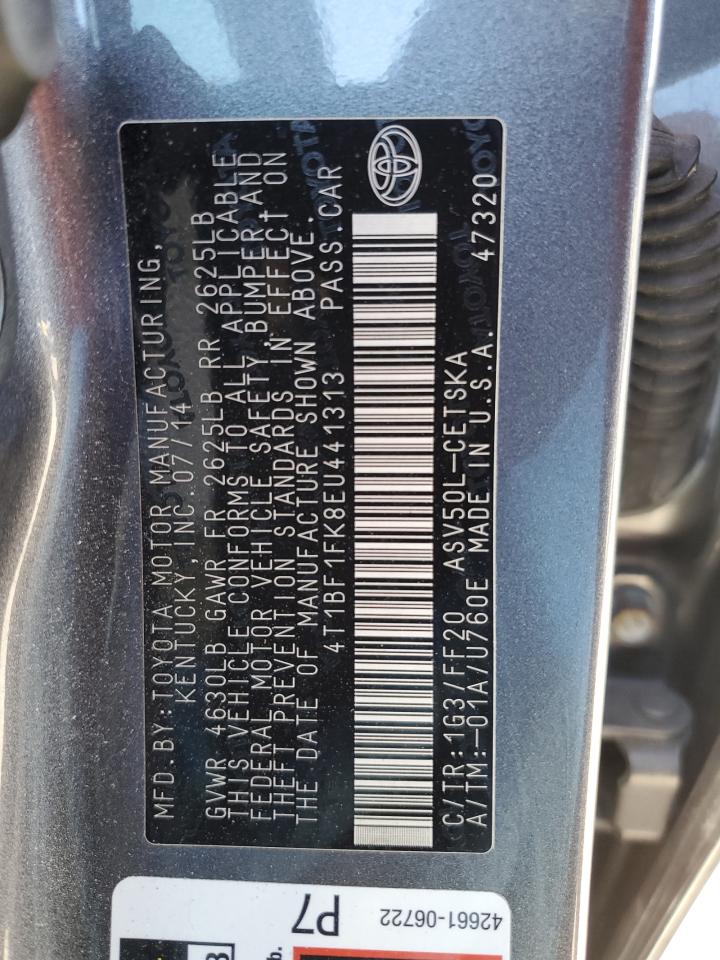 MFD.BY:TOYOTA MOTOR MANUFACTURING,
KENTUCKY, INC.07/14
GVWR 4630LB GAWR FR 2625LB RR 2625LB
THIS VEHICLE CONFORMS TO ALL APPLICABLE
FEDERAL MOTOR VEHICLE SAFETY, BUMPER, AND
THEFT PREVENTION STANDARDS IN EFFECT ON
THE DATE OF MANUFACTURE SHOWN ABOVE.
4T1BF1FK8EU441313 PASS.CAR
C/TR:1G3/FF20 ASV50L-CETSKA
A/TM:-01A/U760E MADE IN U.S.A. 47320
P7
42661-06722